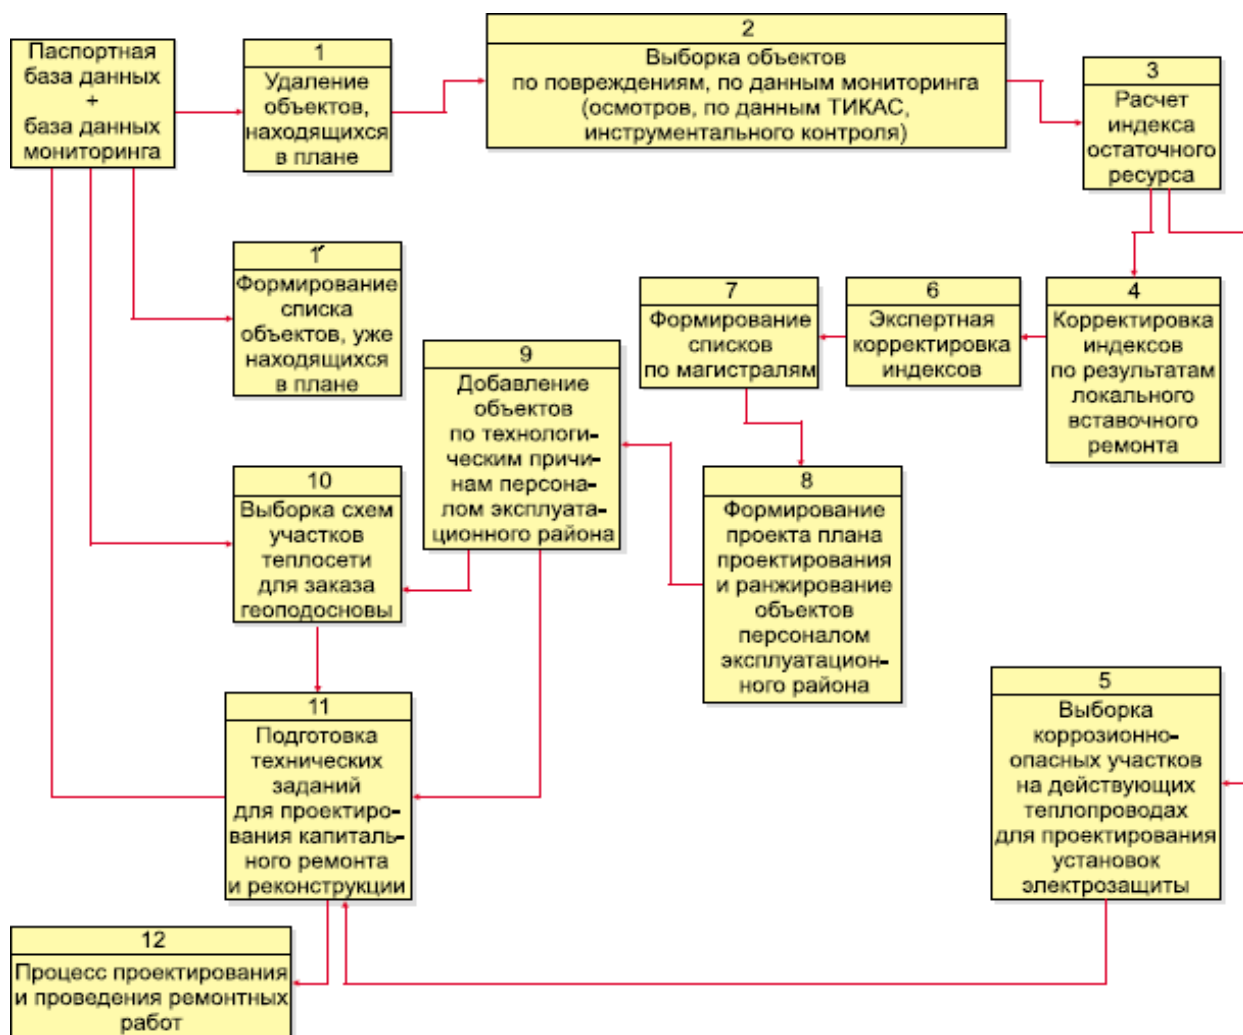 Паспортная
база данных
+
база данных
мониторинга
1
Удаление
объектов,
находящихся
в плане
2
Выборка объектов
по повреждениям, по данным мониторинга
(осмотров, по данным ТИКАС,
инструментального контроля)
3
Расчет
индекса
остаточного
ресурса
1'
Формирование
списка
объектов, уже
находящихся
в плане
9
Добавление
объектов
по технологи-
ческим причи-
нам персона-
лом эксплуата-
ционного района
7
Формирование
списков
по магистралям
6
Экспертная
корректировка
индексов
4
Корректировка
индексов
по результатам
локального
вставочного
ремонта
10
Выборка схем
участков
теплосети
для заказа
геоподосновы
8
Формирование
проекта плана
проектирования
и ранжирование
объектов
персоналом
эксплуатацион-
ного района
5
Выборка
коррозионно-
опасных участков
на действующих
теплопроводах
для проектирования
установок
электрозащиты
11
Подготовка
технических
заданий
для проектиро-
вания капиталь-
ного ремонта
и реконструкции
12
Процесс проектирования
и проведения ремонтных
работ